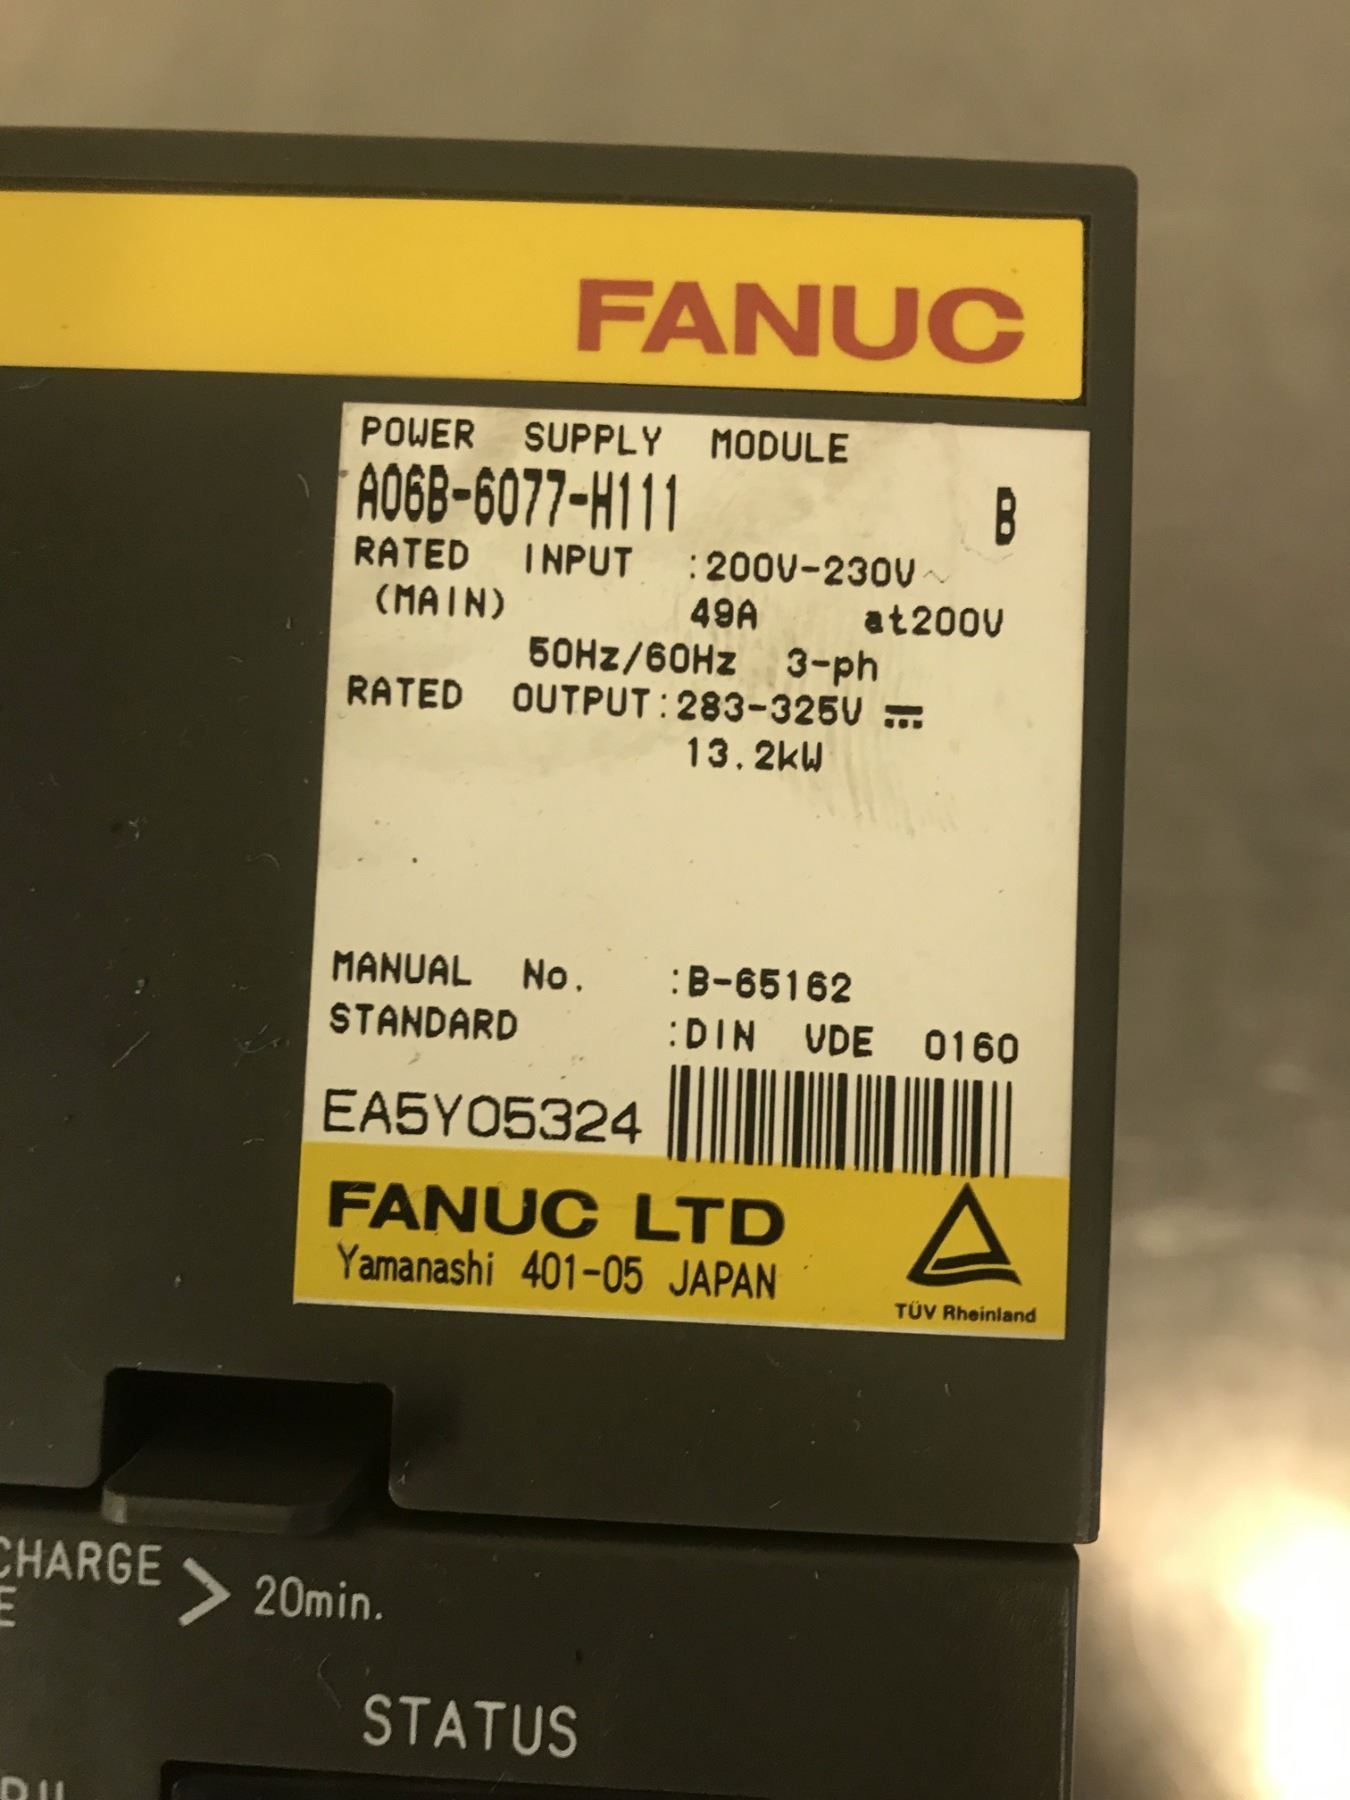 FANUC
POWER SUPPLY MODULE
A06B-6077-H111 B
RATED INPUT :200V-230V~
(MAIN) 49A at200V
50Hz/60Hz 3-ph
RATED OUTPUT:283-325V ⎓
13.2kW
MANUAL No. :B-65162
STANDARD :DIN VDE 0160
EA5Y05324
FANUC LTD
Yamanashi 401-05 JAPAN
TÜV Rheinland
CHARGE > 20min.
E
STATUS